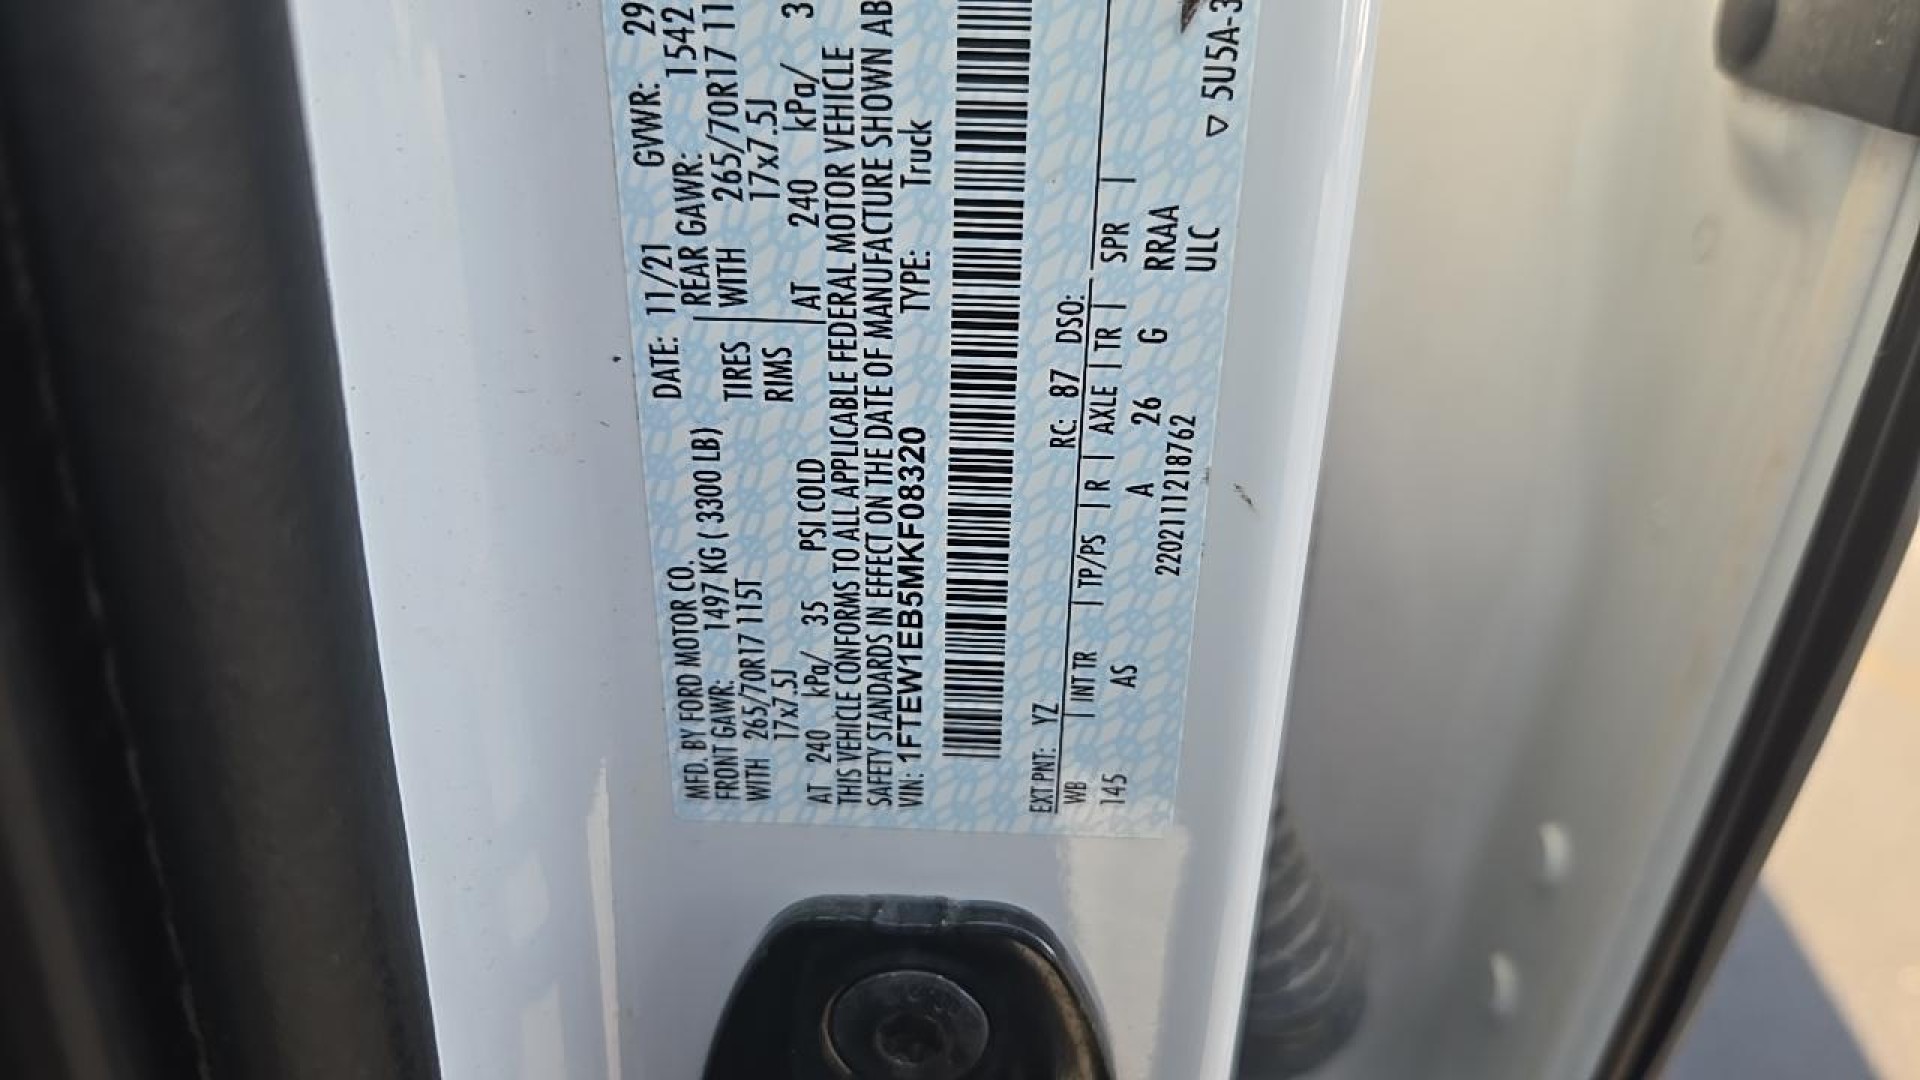 MFD. BY FORD MOTOR CO. DATE: 11/21 GVWR: 29
FRONT GAWR: 1497 KG ( 3300 LB) REAR GAWR: 1542
WITH 265/70R17 115T TIRES WITH 265/70R17 11
17x7.5J RIMS 17x7.5J
AT 240 kPa/ 35 PSI COLD AT 240 kPa/ 3
THIS VEHICLE CONFORMS TO ALL APPLICABLE FEDERAL MOTOR VEHICLE
SAFETY STANDARDS IN EFFECT ON THE DATE OF MANUFACTURE SHOWN AB
VIN: 1FTEW1EB5MKF08320 TYPE: Truck
EXT PNT: YZ RC: 87 DSO:
WB | INT TR | TP/PS | R | AXLE | TR | SPR |
145 AS A 26 G RRAA
2202111218762 ULC
▽ 5U5A-3